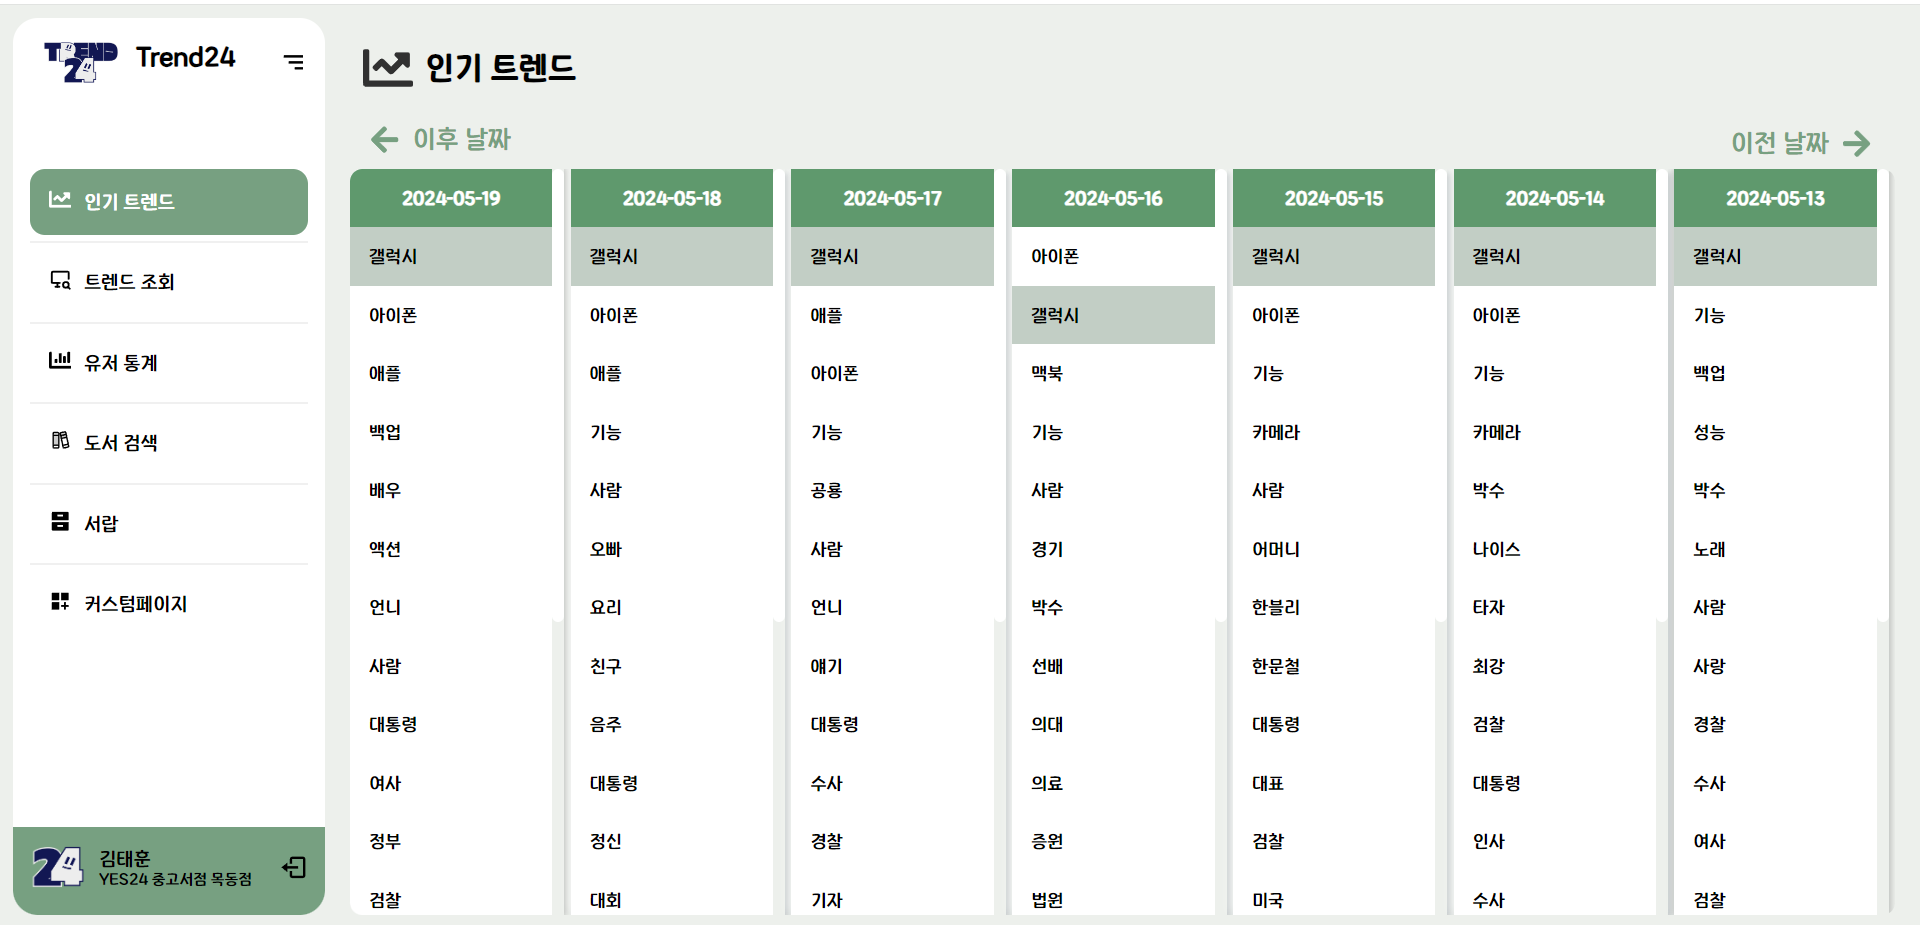 TREND
24
Trend24
인기 트렌드
트렌드 조회
유저 통계
도서 검색
서랍
커스텀페이지
24
김태훈
YES24 중고서점 목동점
인기 트렌드
이후 날짜
이전 날짜
2024-05-19
갤럭시
아이폰
애플
백업
배우
액션
언니
사람
대통령
여사
정부
검찰
2024-05-18
갤럭시
아이폰
애플
기능
사람
오빠
요리
친구
음주
대통령
정신
대회
2024-05-17
갤럭시
애플
아이폰
기능
공룡
사람
언니
얘기
대통령
수사
경찰
기자
2024-05-16
아이폰
갤럭시
맥북
기능
사람
경기
박수
선배
의대
의료
증원
법원
2024-05-15
갤럭시
아이폰
기능
카메라
사람
어머니
한블리
한문철
대통령
대표
검찰
미국
2024-05-14
갤럭시
아이폰
기능
카메라
박수
나이스
타자
최강
검찰
대통령
인사
수사
2024-05-13
갤럭시
기능
백업
성능
박수
노래
사람
사랑
경찰
수사
여사
검찰